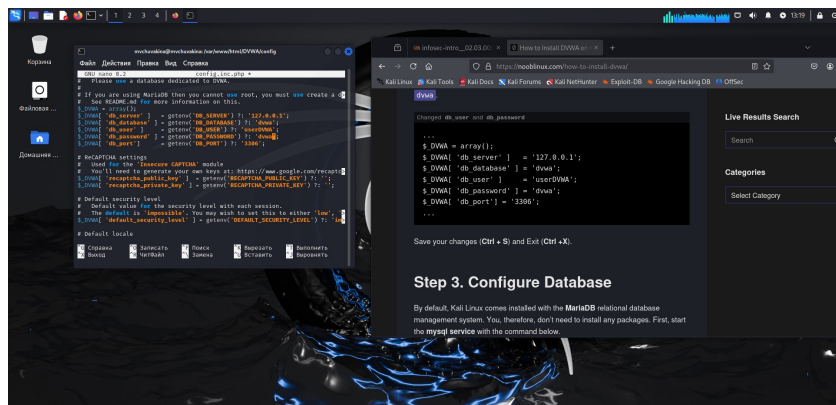 1 2 3 4
13:19
Корзина
Файловая ...
Домашняя ...
mvchuvakina@mvchuvakina: /var/www/html/DVWA/config
Файл Действия Правка Вид Справка
GNU nano 8.2 config.inc.php *
# Please use a database dedicated to DVWA.
#
# If you are using MariaDB then you cannot use root, you must use create a d>
# See README.md for more information on this.
$_DVWA = array();
$_DVWA[ 'db_server' ] = getenv('DB_SERVER') ?: '127.0.0.1';
$_DVWA[ 'db_database' ] = getenv('DB_DATABASE') ?: 'dvwa';
$_DVWA[ 'db_user' ] = getenv('DB_USER') ?: 'userDVWA';
$_DVWA[ 'db_password' ] = getenv('DB_PASSWORD') ?: 'dvwa';
$_DVWA[ 'db_port'] = getenv('DB_PORT') ?: '3306';
# ReCAPTCHA settings
# Used for the 'Insecure CAPTCHA' module
# You'll need to generate your own keys at: https://www.google.com/recaptc>
$_DVWA[ 'recaptcha_public_key' ] = getenv('RECAPTCHA_PUBLIC_KEY') ?: '';
$_DVWA[ 'recaptcha_private_key' ] = getenv('RECAPTCHA_PRIVATE_KEY') ?: '';
# Default security level
# Default value for the security level with each session.
# The default is 'impossible'. You may wish to set this to either 'low', '>
$_DVWA[ 'default_security_level' ] = getenv('DEFAULT_SECURITY_LEVEL') ?: 'im>
# Default locale
^G Справка ^O Записать ^F Поиск ^K Вырезать ^T Выполнить
^X Выход ^R ЧитФайл ^\ Замена ^U Вставить ^J Выровнять
infosec-intro__02.03.00 How to Install DVWA on
https://nooblinux.com/how-to-install-dvwa/
Kali Linux Kali Tools Kali Docs Kali Forums Kali NetHunter Exploit-DB Google Hacking DB OffSec
dvwa.
Changed db_user and db_password
...
$_DVWA = array();
$_DVWA[ 'db_server' ] = '127.0.0.1';
$_DVWA[ 'db_database' ] = 'dvwa';
$_DVWA[ 'db_user' ] = 'userDVWA';
$_DVWA[ 'db_password' ] = 'dvwa';
$_DVWA[ 'db_port'] = '3306';
...
Save your changes (Ctrl + S) and Exit (Ctrl +X).
Step 3. Configure Database
By default, Kali Linux comes installed with the MariaDB relational database
management system. You, therefore, don't need to install any packages. First, start
the mysql service with the command below.
Live Results Search
Search
Categories
Select Category